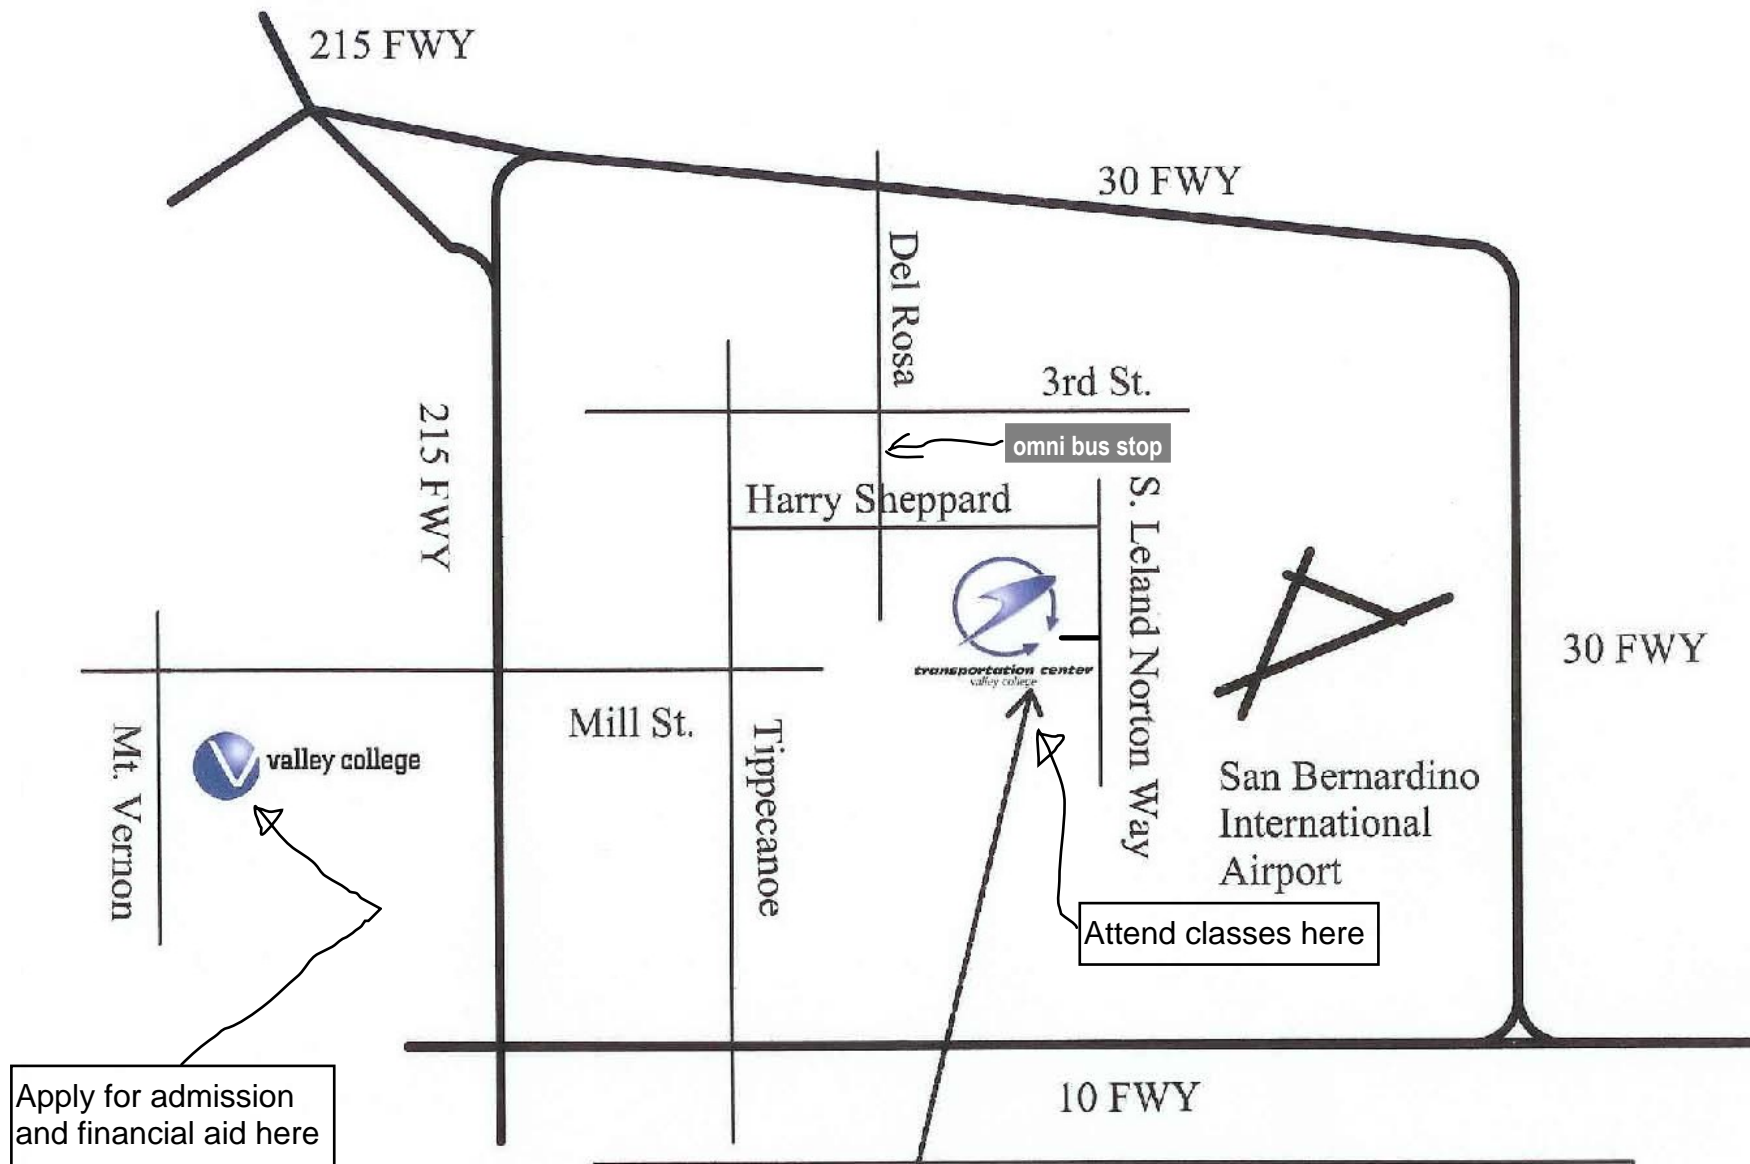 215 FWY
30 FWY
Del Rosa
3rd St.
omni bus stop
215 FWY
Harry Sheppard
S. Leland Norton Way
transportation center
valley college
30 FWY
Mill St.
Mt. Vernon
valley college
Tippecanoe
San Bernardino
International
Airport
Attend classes here
10 FWY
Apply for admission
and financial aid here